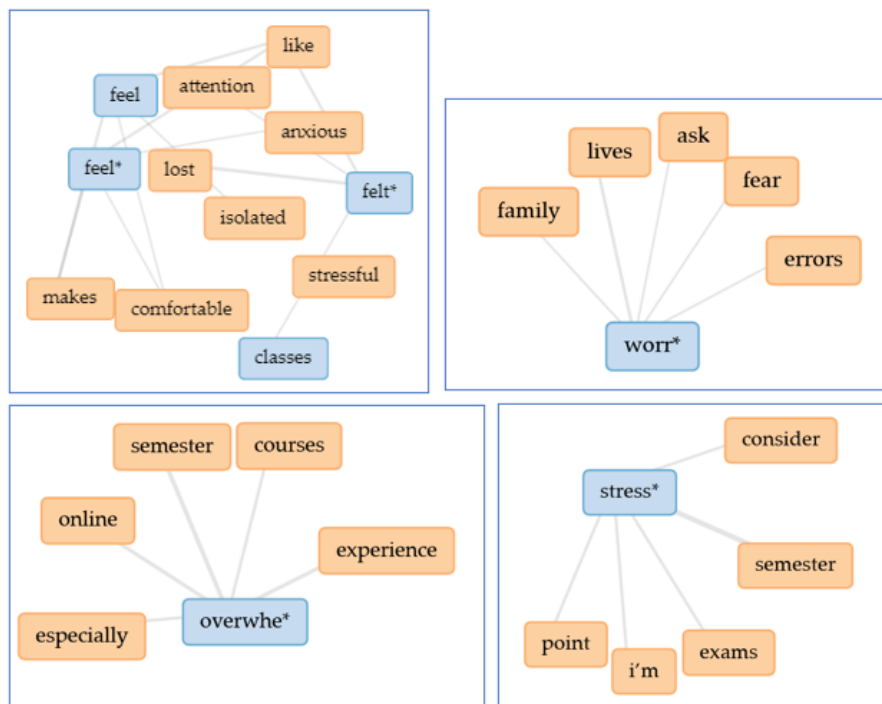 like
attention
feel
anxious
feel*
lost
felt*
isolated
stressful
makes
comfortable
classes
ask
lives
fear
family
errors
worr*
semester
courses
online
experience
overwhe*
especially
consider
stress*
semester
point
exams
i'm